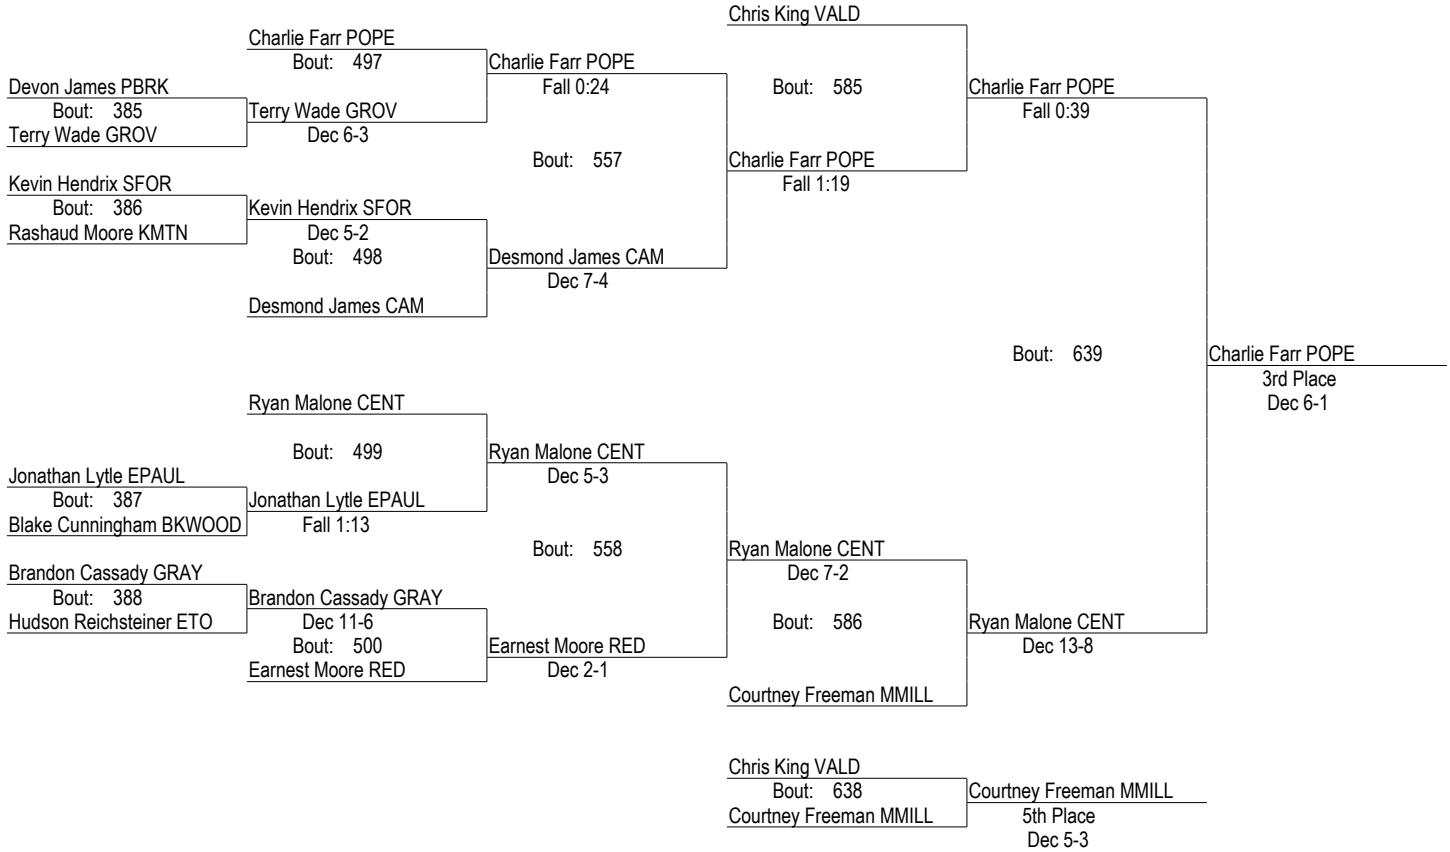 Chris King VALD
Charlie Farr POPE
Bout: 497
Charlie Farr POPE
Fall 0:24
Devon James PBRK
Bout: 385
Terry Wade GROV
Terry Wade GROV
Dec 6-3
Bout: 585
Charlie Farr POPE
Fall 0:39
Bout: 557
Charlie Farr POPE
Fall 1:19
Kevin Hendrix SFOR
Bout: 386
Rashaud Moore KMTN
Kevin Hendrix SFOR
Dec 5-2
Bout: 498
Desmond James CAM
Dec 7-4
Desmond James CAM
Bout: 639
Charlie Farr POPE
3rd Place
Dec 6-1
Ryan Malone CENT
Bout: 499
Ryan Malone CENT
Dec 5-3
Jonathan Lytle EPAUL
Bout: 387
Blake Cunningham BKWOOD
Jonathan Lytle EPAUL
Fall 1:13
Bout: 558
Ryan Malone CENT
Dec 7-2
Brandon Cassady GRAY
Bout: 388
Hudson Reichsteiner ETO
Brandon Cassady GRAY
Dec 11-6
Bout: 500
Earnest Moore RED
Earnest Moore RED
Dec 2-1
Bout: 586
Ryan Malone CENT
Dec 13-8
Courtney Freeman MMILL
Chris King VALD
Bout: 638
Courtney Freeman MMILL
Courtney Freeman MMILL
5th Place
Dec 5-3